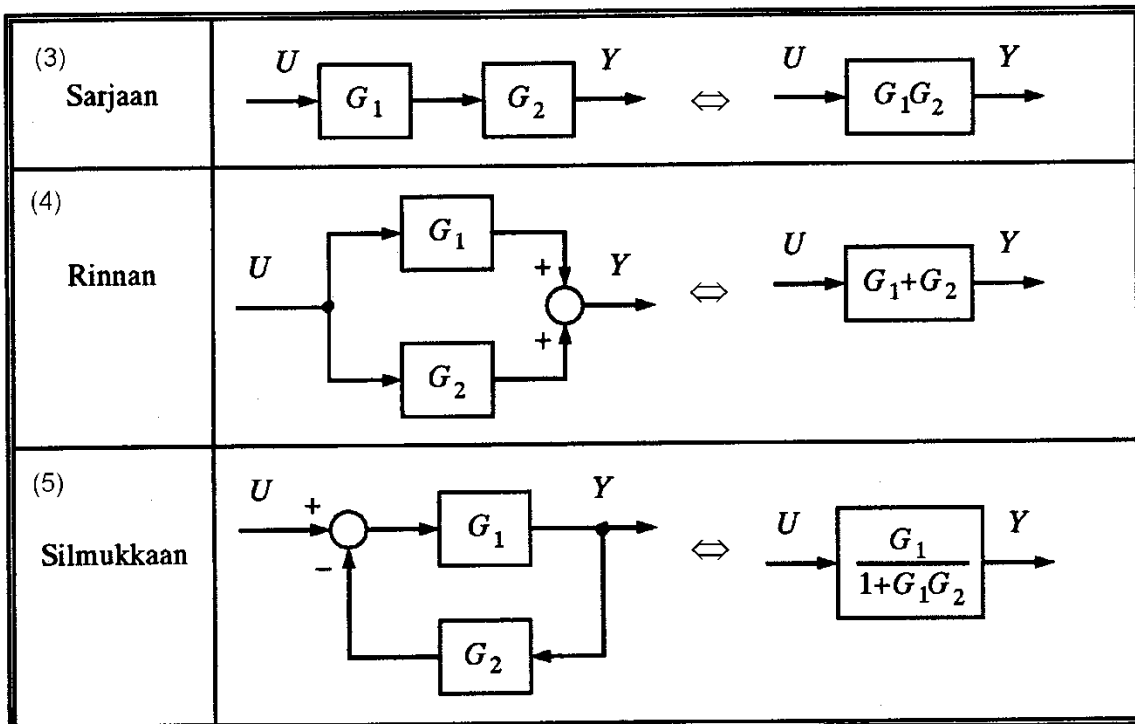 (3)
Sarjaan
U G₁ G₂ Y ⇔ U G₁G₂ Y
(4)
Rinnan
U G₁ G₂ + + Y ⇔ U G₁+G₂ Y
(5)
Silmukkaan
U + − G₁ G₂ Y ⇔ U G₁ / 1+G₁G₂ Y